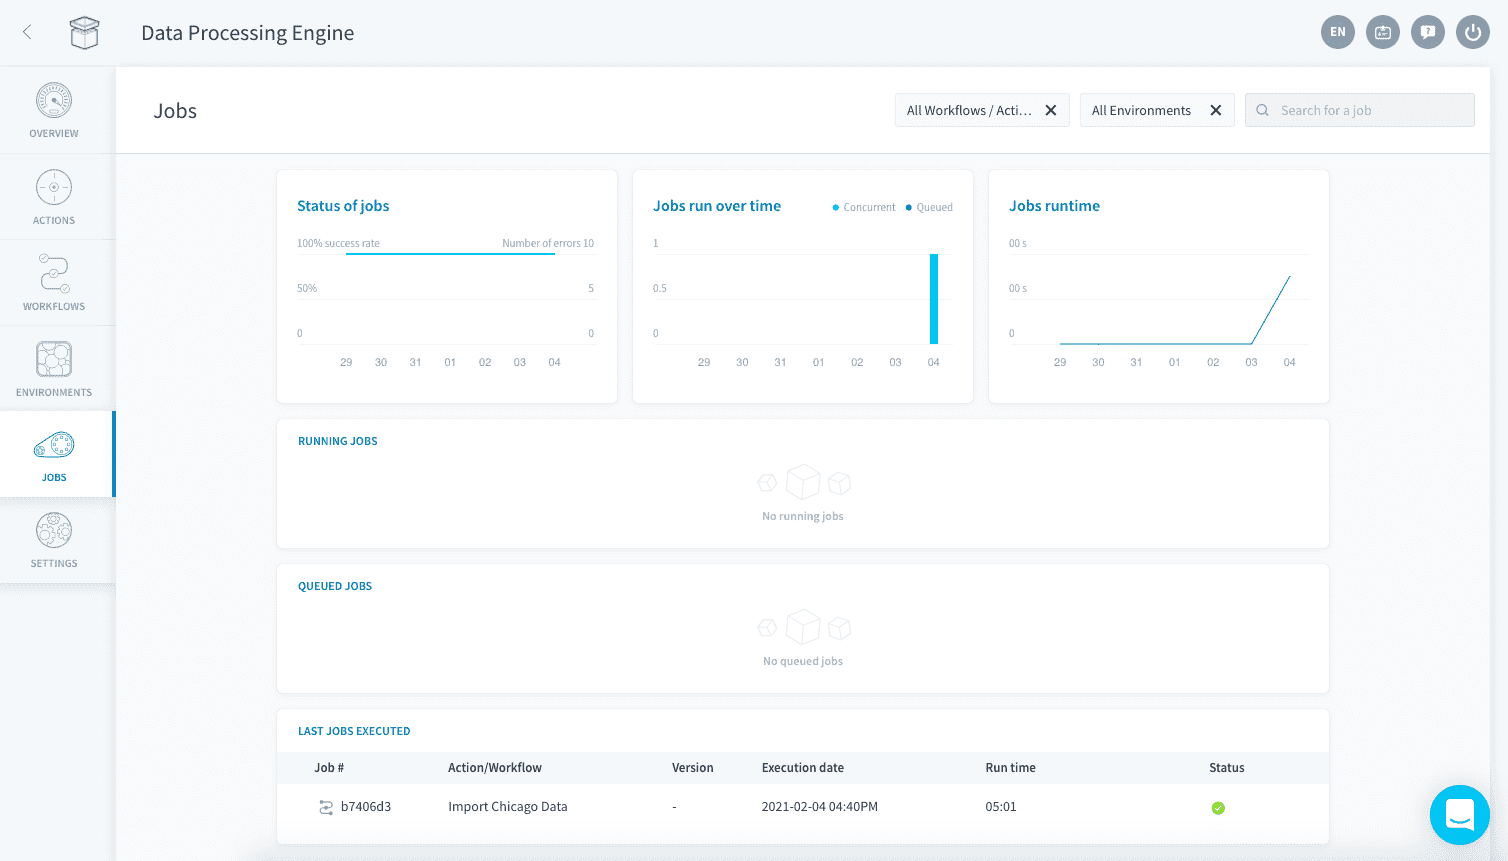 Data Processing Engine
EN
OVERVIEW
ACTIONS
WORKFLOWS
ENVIRONMENTS
JOBS
SETTINGS
Jobs
All Workflows / Acti...
All Environments
Search for a job
Status of jobs
100% success rate
Number of errors 10
50%
5
0
0
29 30 31 01 02 03 04
Jobs run over time
Concurrent
Queued
1
0.5
0
29 30 31 01 02 03 04
Jobs runtime
00 s
00 s
0
29 30 31 01 02 03 04
RUNNING JOBS
No running jobs
QUEUED JOBS
No queued jobs
LAST JOBS EXECUTED
Job # Action/Workflow Version Execution date Run time Status
b7406d3 Import Chicago Data - 2021-02-04 04:40PM 05:01